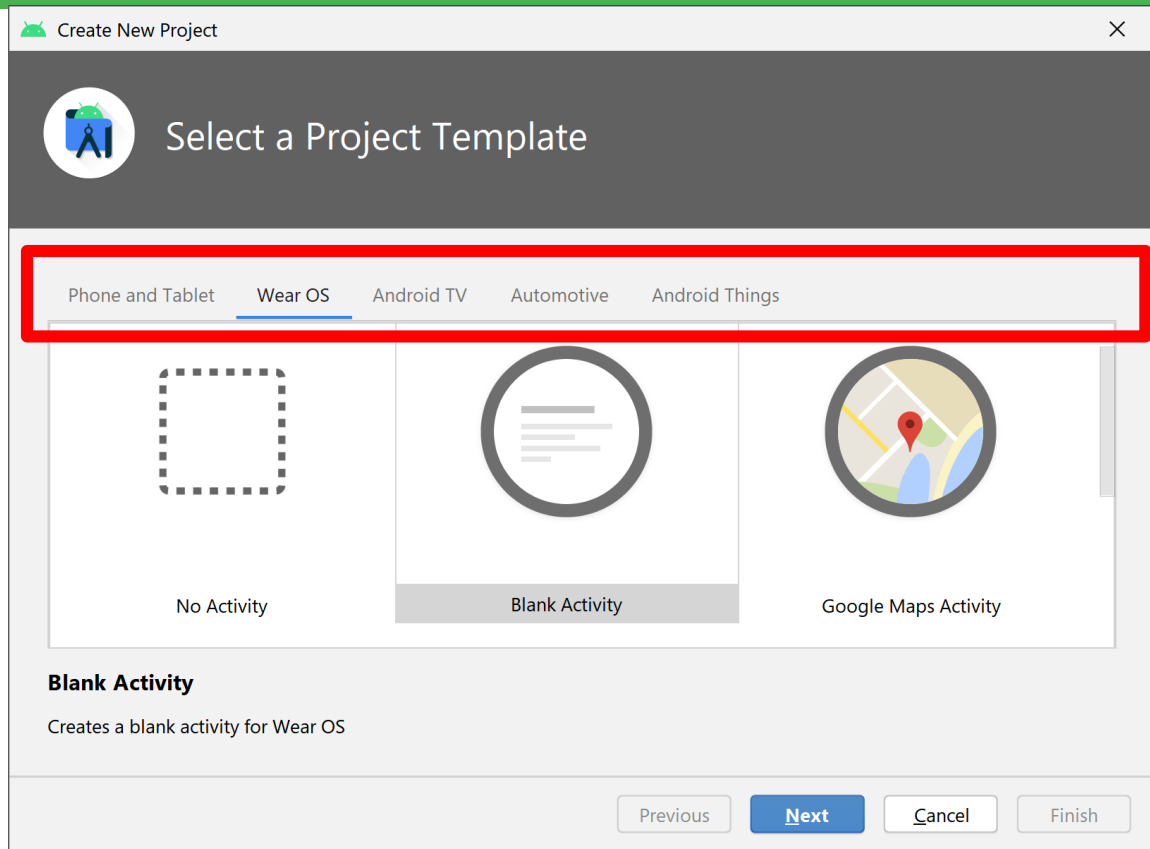 Create New Project
Select a Project Template
Phone and Tablet Wear OS Android TV Automotive Android Things
No Activity Blank Activity Google Maps Activity
Blank Activity
Creates a blank activity for Wear OS
Previous Next Cancel Finish